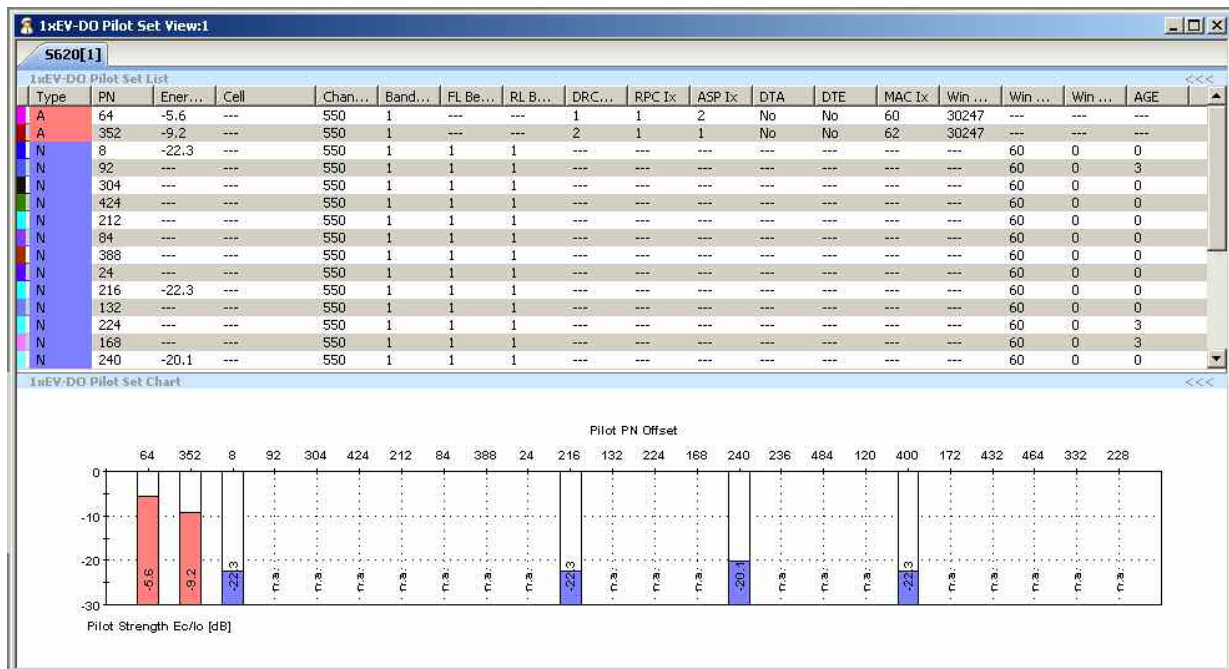 1xEV-DO Pilot Set View:1
S620[1]
1xEV-DO Pilot Set List <<<
Type PN Ener... Cell Chan... Band... FL Be... RL B... DRC... RPC Ix ASP Ix DTA DTE MAC Ix Win ... Win ... Win ... AGE
A 64 -5.6 --- 550 1 --- --- 1 1 2 No No 60 30247 --- --- ---
A 352 -9.2 --- 550 1 --- --- 2 1 1 No No 62 30247 --- --- ---
N 8 -22.3 --- 550 1 1 1 --- --- --- --- --- --- --- 60 0 0
N 92 --- --- 550 1 1 1 --- --- --- --- --- --- --- 60 0 3
N 304 --- --- 550 1 1 1 --- --- --- --- --- --- --- 60 0 0
N 424 --- --- 550 1 1 1 --- --- --- --- --- --- --- 60 0 0
N 212 --- --- 550 1 1 1 --- --- --- --- --- --- --- 60 0 0
N 84 --- --- 550 1 1 1 --- --- --- --- --- --- --- 60 0 0
N 388 --- --- 550 1 1 1 --- --- --- --- --- --- --- 60 0 0
N 24 --- --- 550 1 1 1 --- --- --- --- --- --- --- 60 0 0
N 216 -22.3 --- 550 1 1 1 --- --- --- --- --- --- --- 60 0 0
N 132 --- --- 550 1 1 1 --- --- --- --- --- --- --- 60 0 0
N 224 --- --- 550 1 1 1 --- --- --- --- --- --- --- 60 0 3
N 168 --- --- 550 1 1 1 --- --- --- --- --- --- --- 60 0 3
N 240 -20.1 --- 550 1 1 1 --- --- --- --- --- --- --- 60 0 0
1xEV-DO Pilot Set Chart <<<
Pilot PN Offset
64 352 8 92 304 424 212 84 388 24 216 132 224 168 240 236 484 120 400 172 432 464 332 228
0
-10
-20
-30
-5.6 -9.2 -22.3 n.a. n.a. n.a. n.a. n.a. n.a. n.a. -22.3 n.a. n.a. n.a. -20.1 n.a. n.a. n.a. -22.3 n.a. n.a. n.a. n.a. n.a.
Pilot Strength Ec/Io [dB]